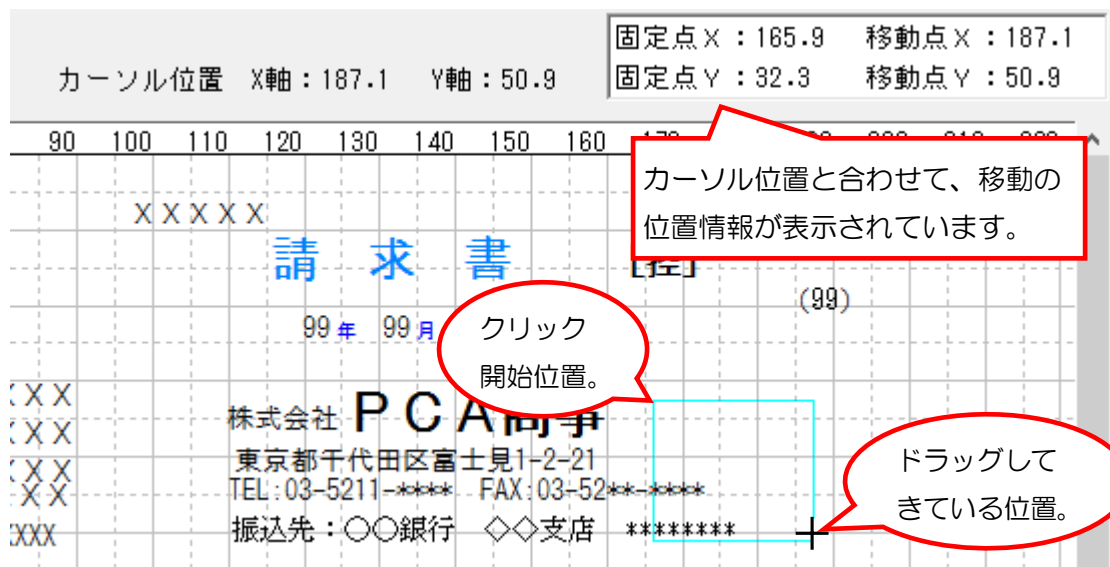 固定点X:165.9 移動点X:187.1
カーソル位置 X軸:187.1 Y軸:50.9 固定点Y:32.3 移動点Y:50.9
90 100 110 120 130 140 150 160
カーソル位置と合わせて、移動の
位置情報が表示されています。
XXXXX
請求書 [控]
(99)
99年 99月
クリック
開始位置。
XX
株式会社 PCA商事
XX
東京都千代田区富士見1-2-21
XX
TEL:03-5211-**** FAX:03-52**-****
XX
ドラッグして
きている位置。
XXX 振込先:○○銀行 ◇◇支店 ********